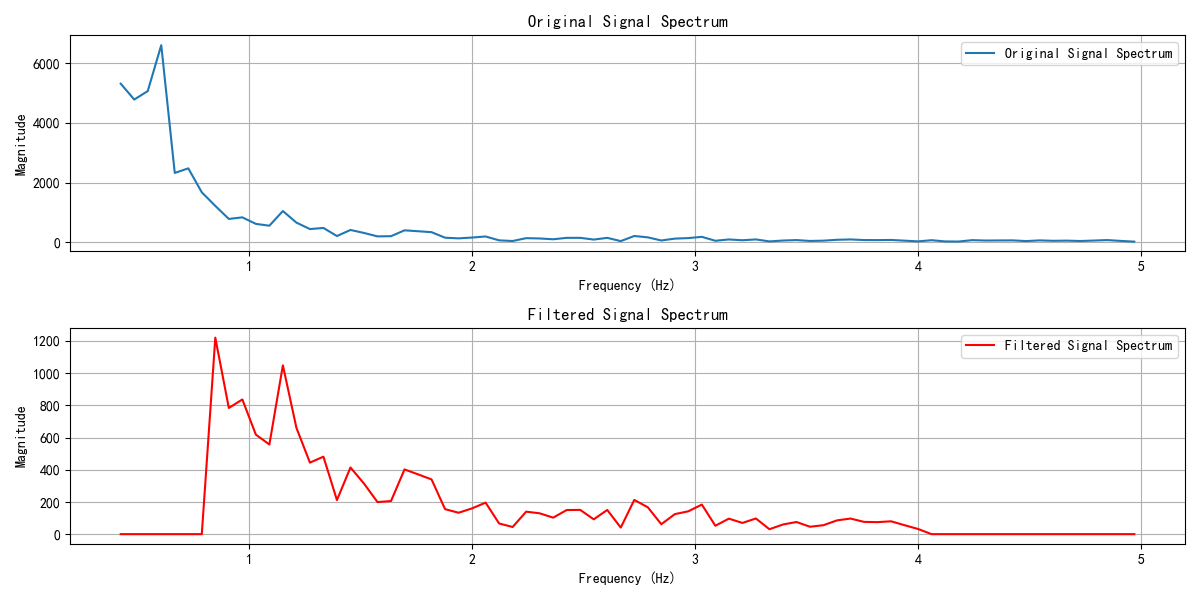 Original Signal Spectrum
Original Signal Spectrum
6000
4000
2000
0
Magnitude
1 2 3 4 5
Frequency (Hz)
Filtered Signal Spectrum
Filtered Signal Spectrum
1200
1000
800
600
400
200
0
Magnitude
1 2 3 4 5
Frequency (Hz)